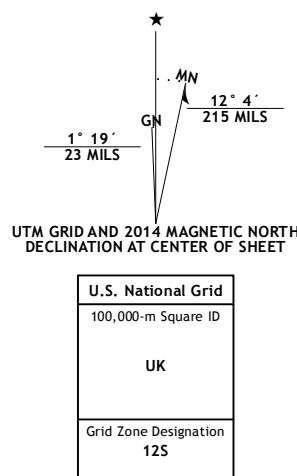 MN
GN
12° 4´
215 MILS
1° 19´
23 MILS
UTM GRID AND 2014 MAGNETIC NORTH
DECLINATION AT CENTER OF SHEET
U.S. National Grid
100,000-m Square ID
UK
Grid Zone Designation
12S